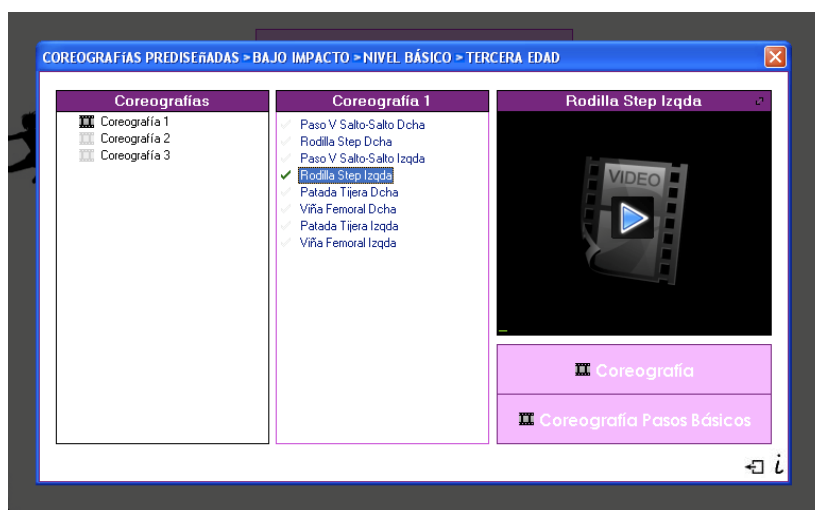 COREOGRAFíAS PREDISEñADAS > BAJO IMPACTO > NIVEL BÁSICO > TERCERA EDAD
Coreografías
Coreografía 1
Coreografía 2
Coreografía 3
Coreografía 1
Paso V Salto-Salto Dcha
Rodilla Step Dcha
Paso V Salto-Salto Izqda
Rodilla Step Izqda
Patada Tijera Dcha
Viña Femoral Dcha
Patada Tijera Izqda
Viña Femoral Izqda
Rodilla Step Izqda
VIDEO
Coreografía
Coreografía Pasos Básicos
i